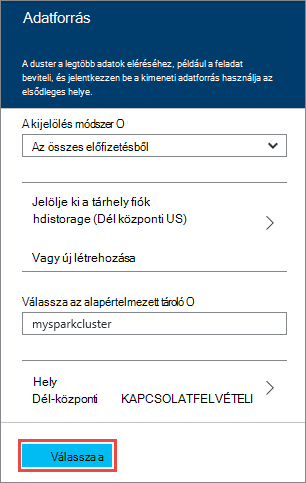 Adatforrás
A duster a legtöbb adatok eléréséhez, például a feladat
beviteli, és jelentkezzen be a kimeneti adatforrás használja az
elsődleges helye.
A kijelölés módszer O
Az összes előfizetésből
Jelölje ki a tárhely fiók
hdistorage (Dél központi US)
Vagy új létrehozása
Válassza az alapértelmezett tároló O
mysparkcluster
Hely
Dél-központi KAPCSOLATFELVÉTELI
Válassza a